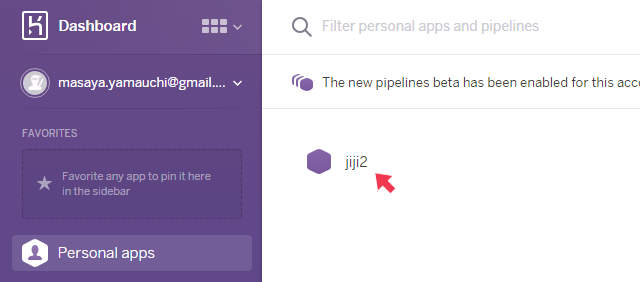 Dashboard
masaya.yamauchi@gmail....
FAVORITES
Favorite any app to pin it here
in the sidebar
Personal apps
Filter personal apps and pipelines
The new pipelines beta has been enabled for this acco
jiji2